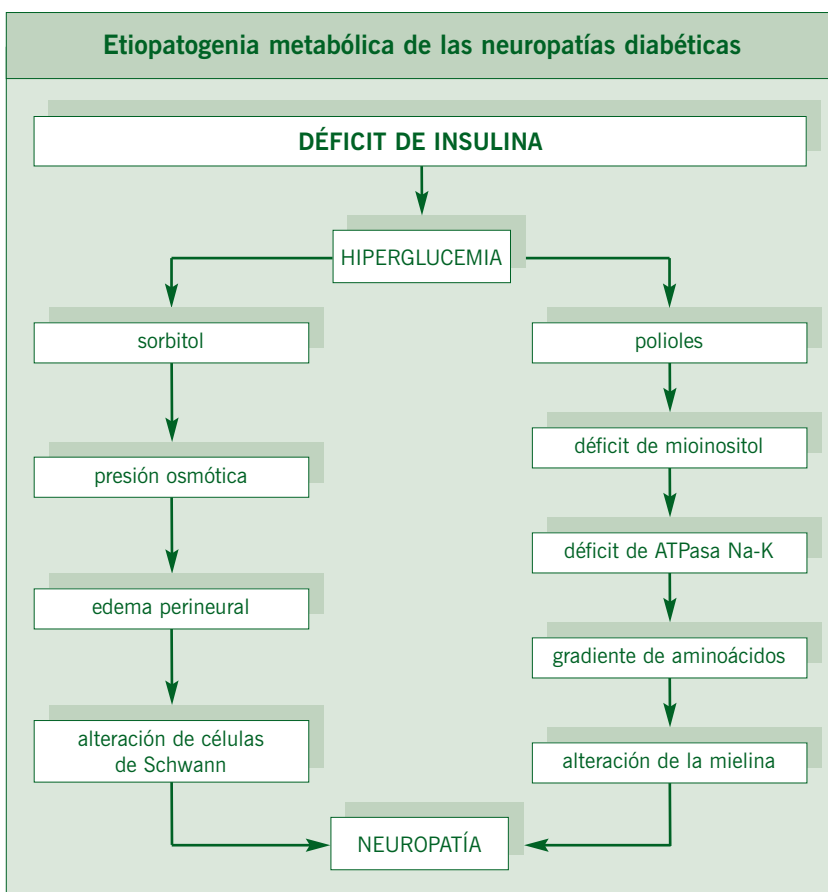 Etiopatogenia metabólica de las neuropatías diabéticas
DÉFICIT DE INSULINA
HIPERGLUCEMIA
sorbitol
presión osmótica
edema perineural
alteración de células
de Schwann
polioles
déficit de mioinositol
déficit de ATPasa Na-K
gradiente de aminoácidos
alteración de la mielina
NEUROPATÍA